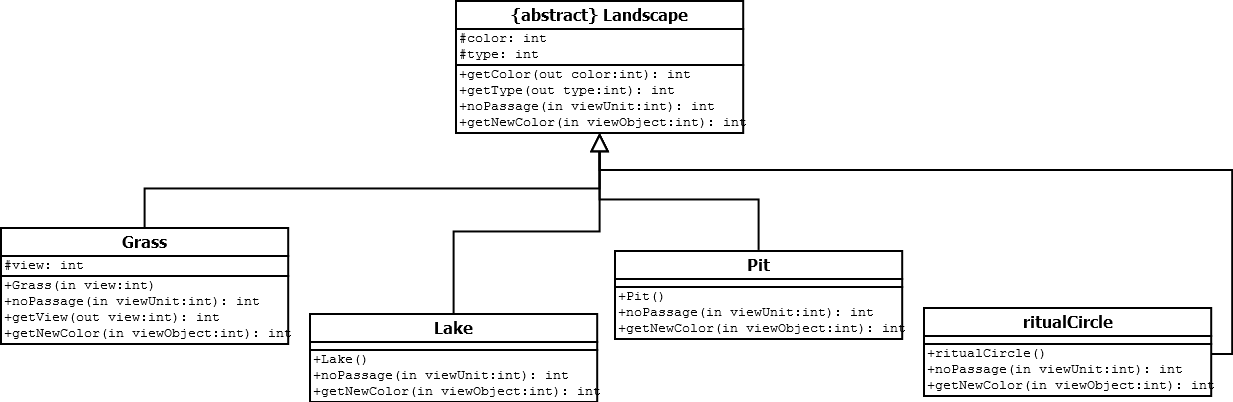 {abstract} Landscape
#color: int
#type: int
+getColor(out color:int): int
+getType(out type:int): int
+noPassage(in viewUnit:int): int
+getNewColor(in viewObject:int): int
Grass
#view: int
+Grass(in view:int)
+noPassage(in viewUnit:int): int
+getView(out view:int): int
+getNewColor(in viewObject:int): int
Lake
+Lake()
+noPassage(in viewUnit:int): int
+getNewColor(in viewObject:int): int
Pit
+Pit()
+noPassage(in viewUnit:int): int
+getNewColor(in viewObject:int): int
ritualCircle
+ritualCircle()
+noPassage(in viewUnit:int): int
+getNewColor(in viewObject:int): int